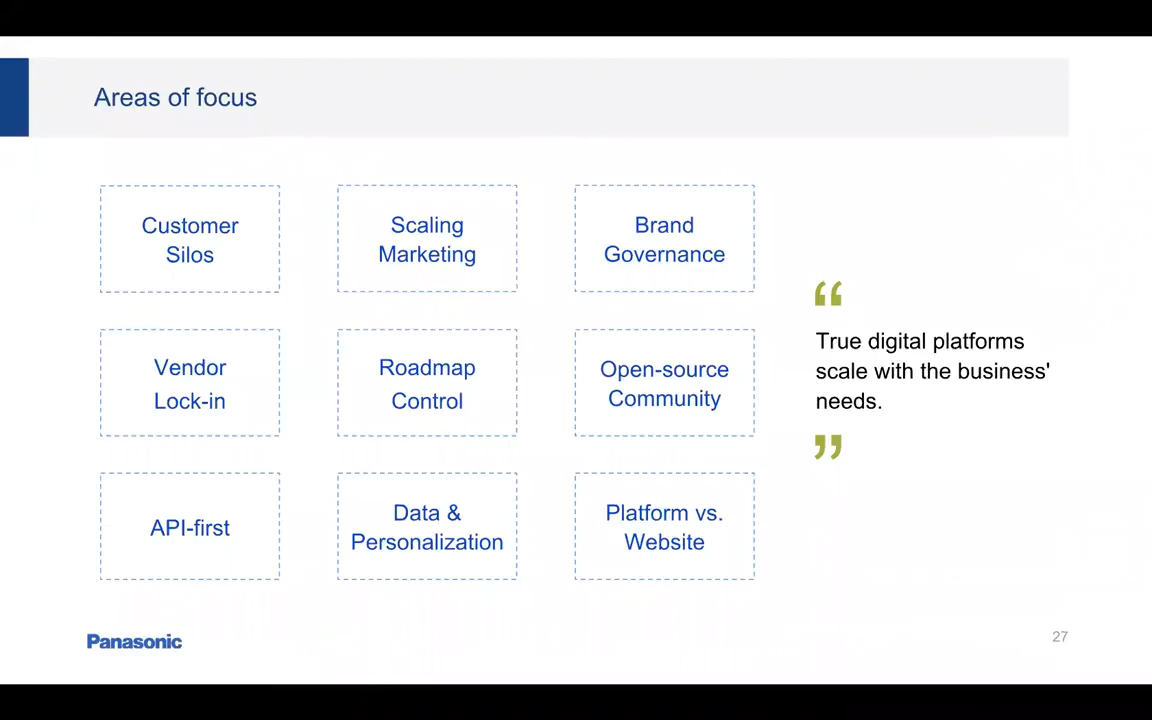 Areas of focus
Customer
Silos
Scaling
Marketing
Brand
Governance
Vendor
Lock-in
Roadmap
Control
Open-source
Community
API-first
Data &
Personalization
Platform vs.
Website
“
True digital platforms
scale with the business'
needs.
”
Panasonic
27